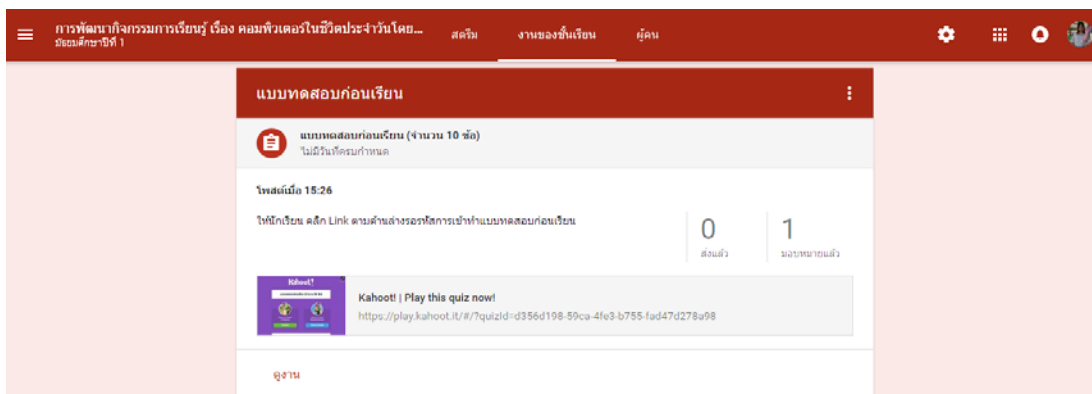 การพัฒนากิจกรรมการเรียนรู้ เรื่อง คอมพิวเตอร์ในชีวิตประจำวันโดย...
มัธยมศึกษาปีที่ 1
สตรีม
งานของชั้นเรียน
ผู้คน
แบบทดสอบก่อนเรียน
แบบทดสอบก่อนเรียน (จำนวน 10 ข้อ)
ไม่มีวันที่ครบกำหนด
โพสต์เมื่อ 15:26
ให้นักเรียน คลิก Link ตามด้านล่างรอรหัสการเข้าทำแบบทดสอบก่อนเรียน
0
ส่งแล้ว
1
มอบหมายแล้ว
Kahoot!
Kahoot! | Play this quiz now!
https://play.kahoot.it/#/?quizId=d356d198-59ca-4fe3-b755-fad47d278a98
ดูงาน